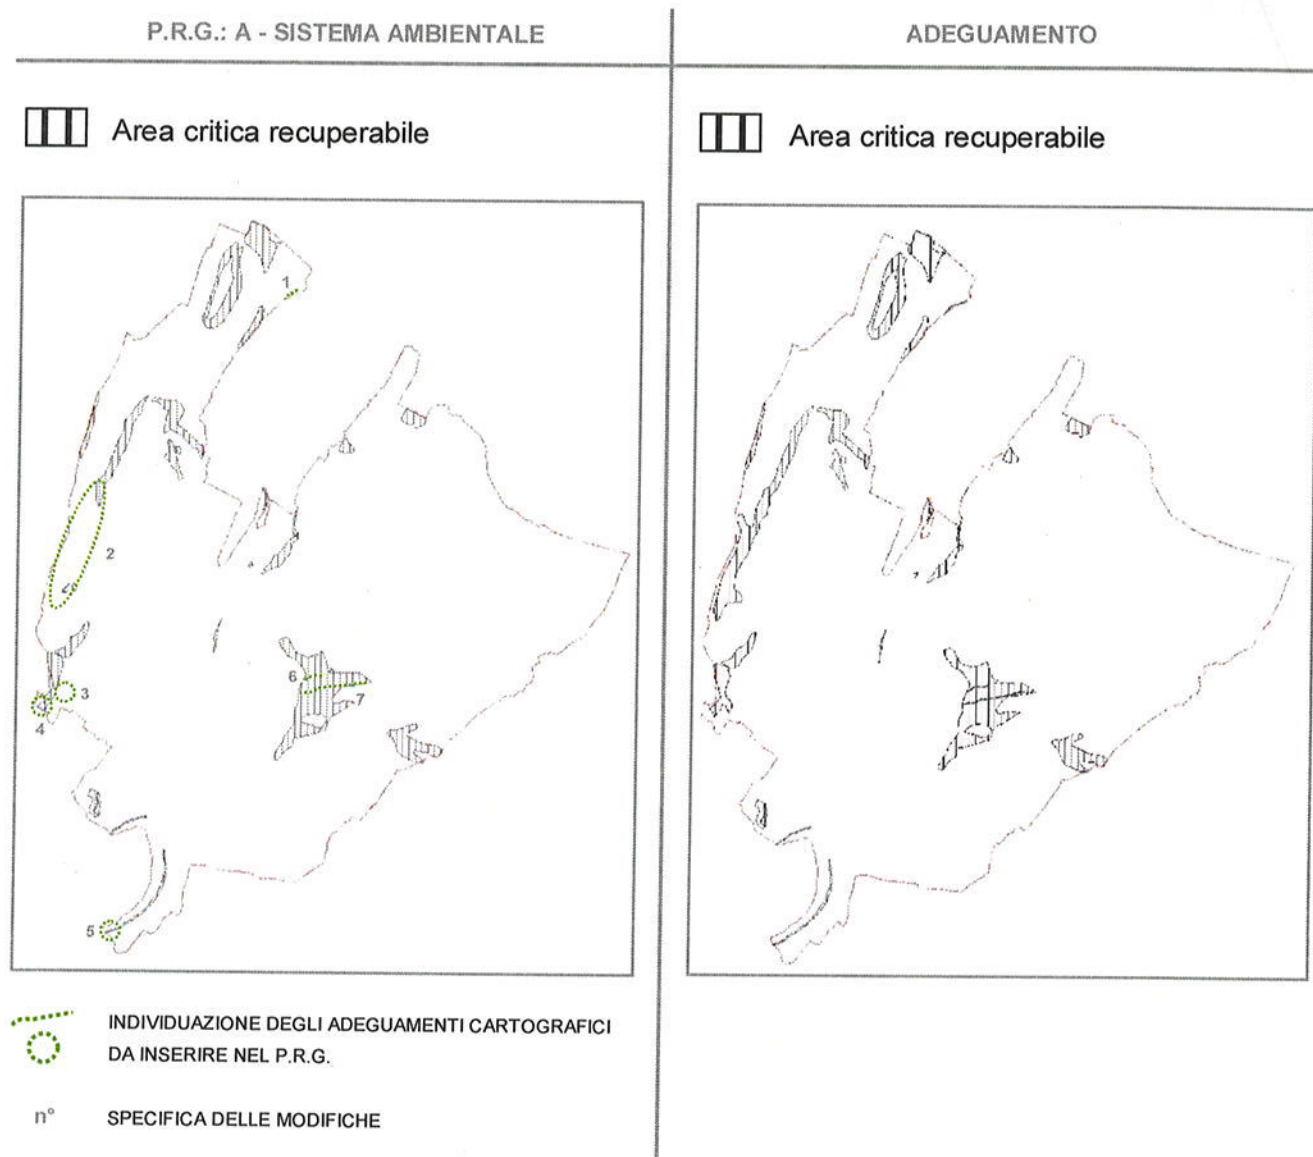 P.R.G.: A - SISTEMA AMBIENTALE
ADEGUAMENTO
Area critica recuperabile
Area critica recuperabile
1
2
3
4
5
6
7
INDIVIDUAZIONE DEGLI ADEGUAMENTI CARTOGRAFICI
DA INSERIRE NEL P.R.G.
n° SPECIFICA DELLE MODIFICHE